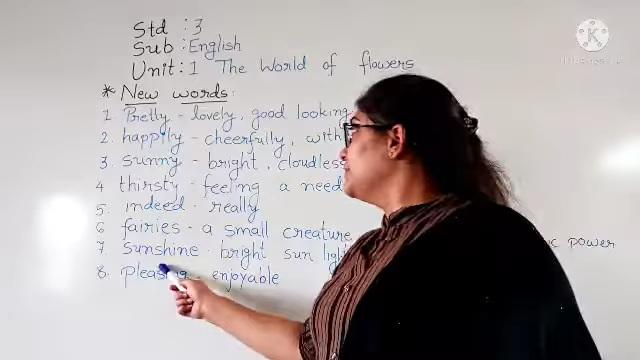 Std : 3
Sub : English
Unit : 1 The World of flowers
* New words :
1 Pretty - lovely, good looking
2. happily - cheerfully, with
3. sunny - bright, cloudless
4 thirsty - feeling a need
5. indeed - really
6 fairies - a small creature power
7. sunshine - bright sun light
8. pleasing - enjoyable